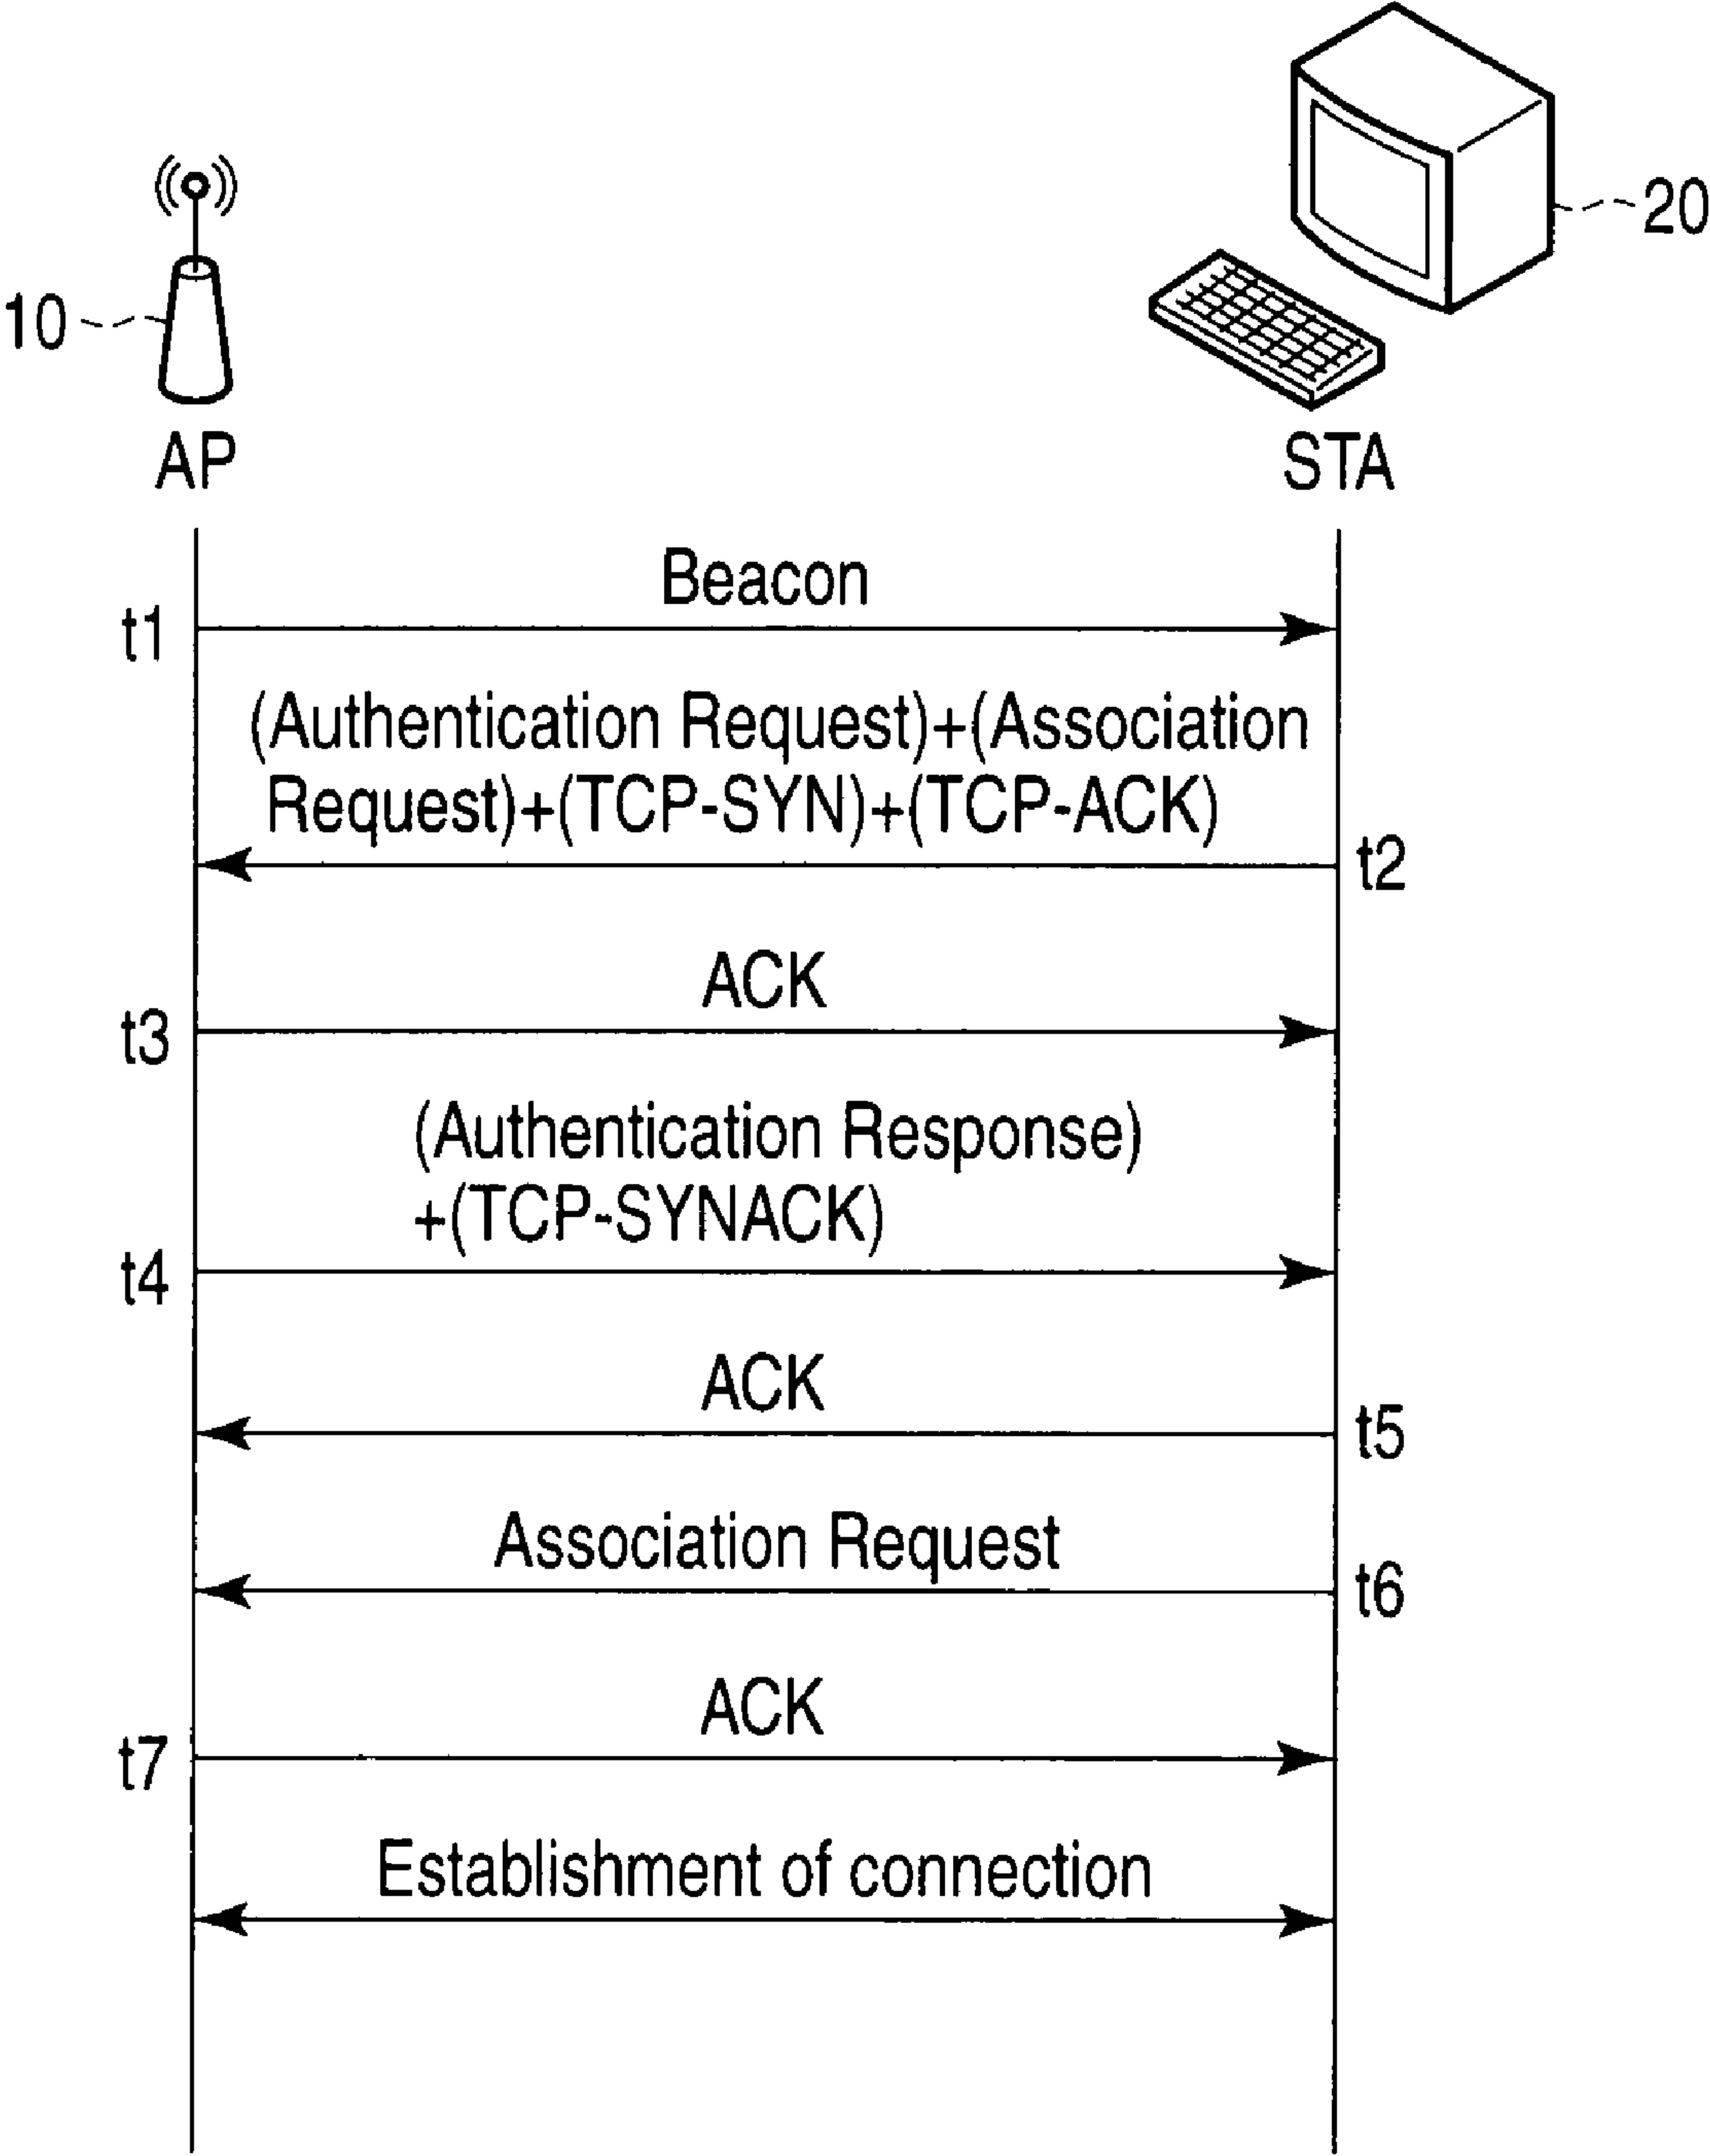 20
10
AP
STA
Beacon
t1
(Authentication Request)+(Association
Request)+(TCP-SYN)+(TCP-ACK)
t2
ACK
t3
(Authentication Response)
+(TCP-SYNACK)
t4
ACK
t5
Association Request
t6
ACK
t7
Establishment of connection